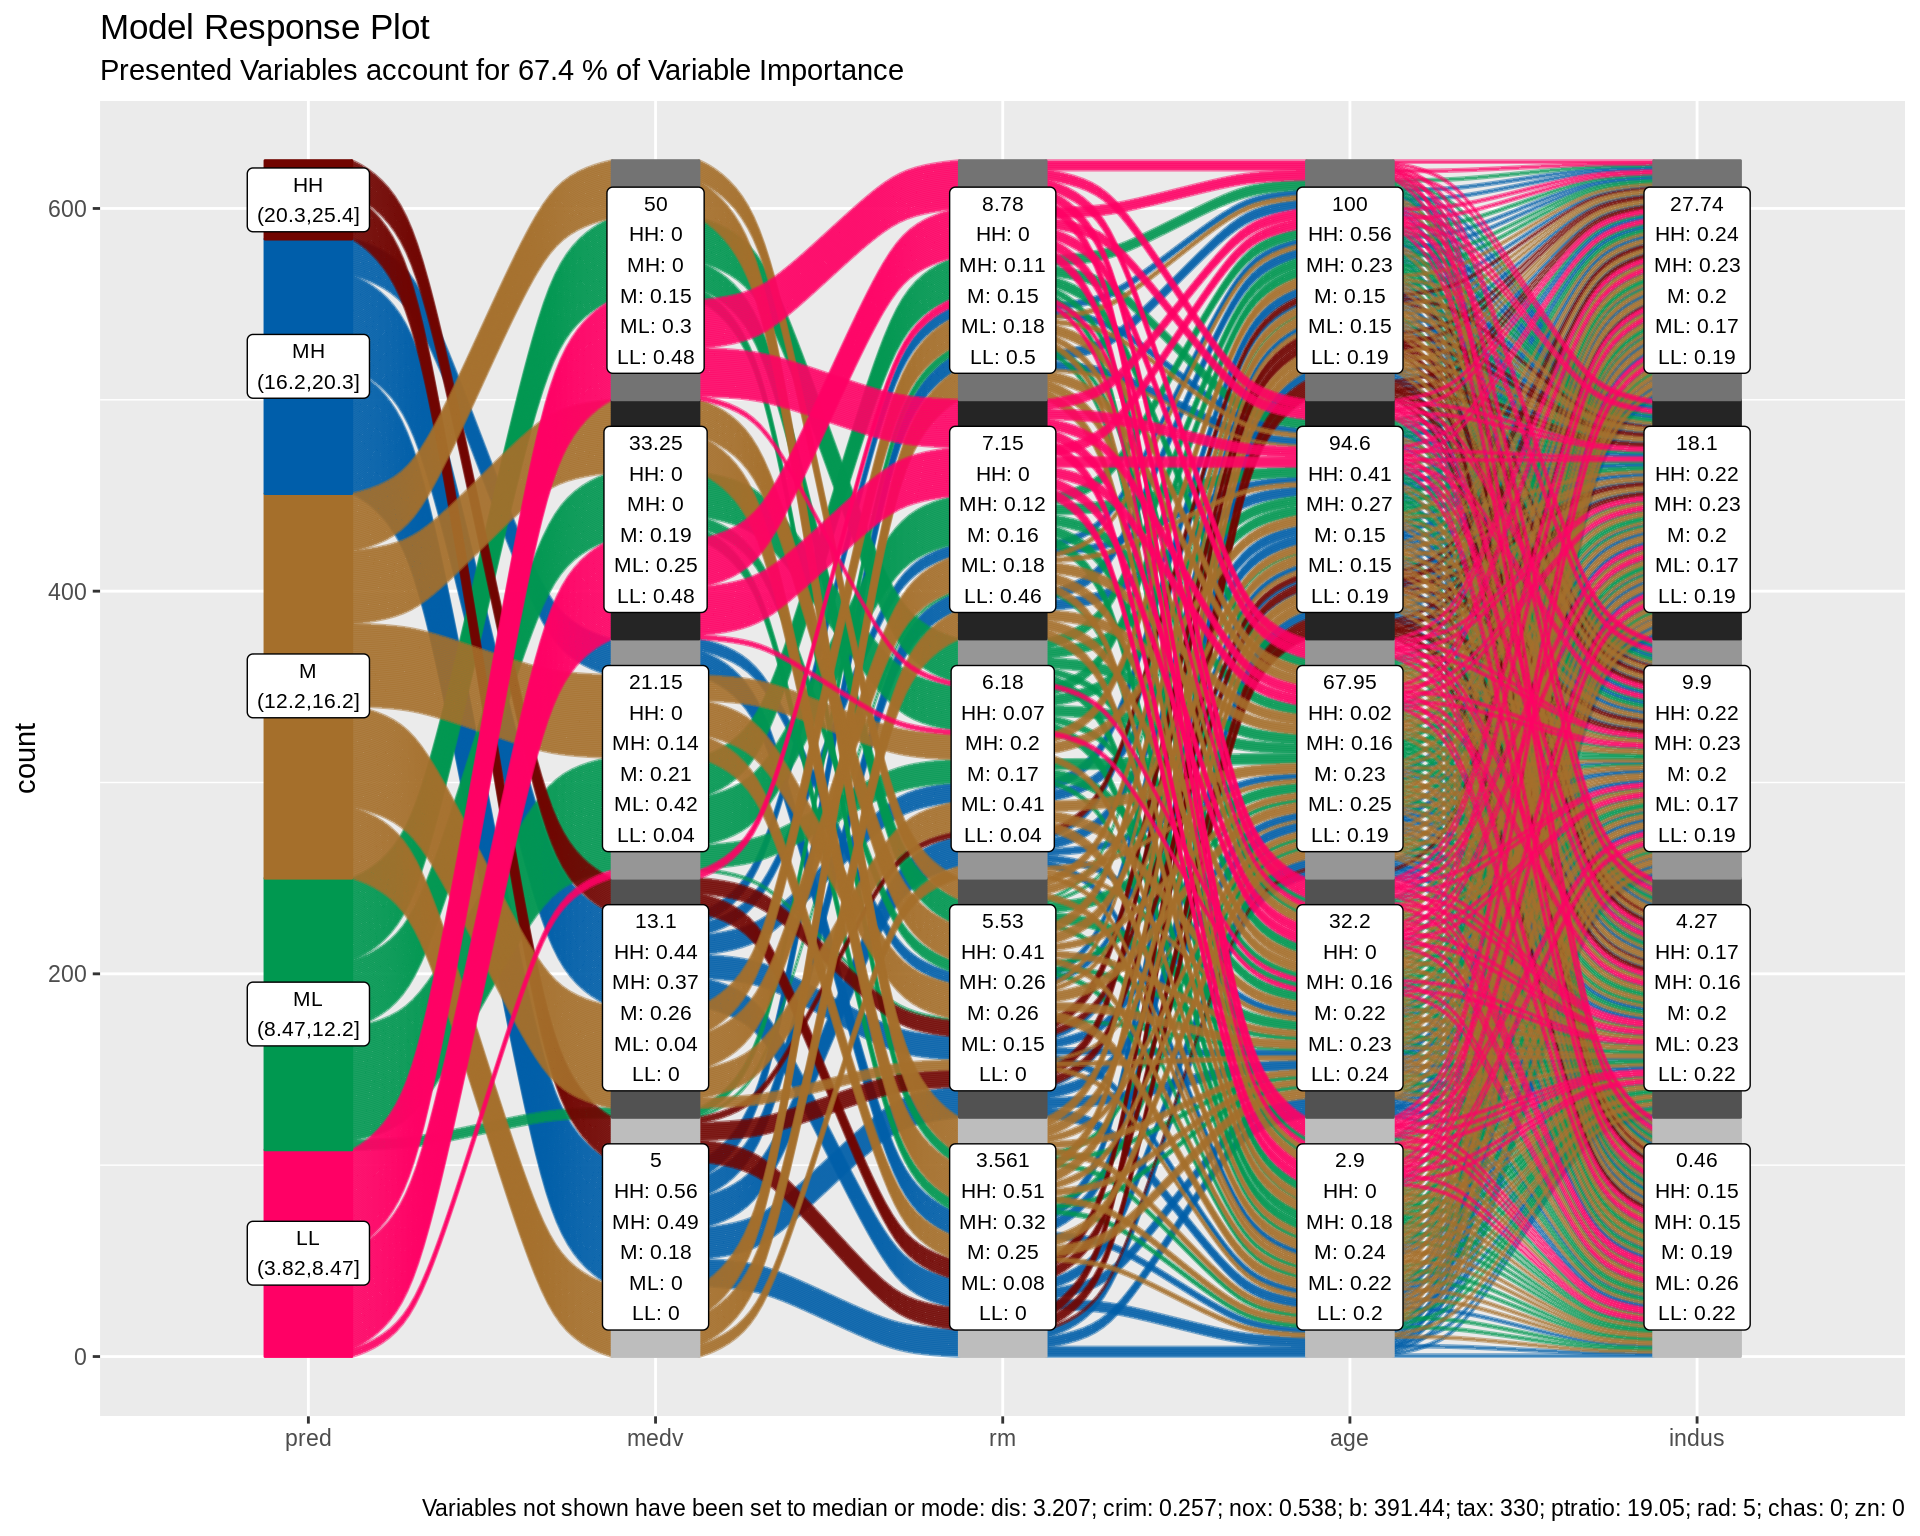 Model Response Plot
Presented Variables account for 67.4 % of Variable Importance
count
600
400
200
0
HH
(20.3,25.4]
MH
(16.2,20.3]
M
(12.2,16.2]
ML
(8.47,12.2]
LL
(3.82,8.47]
50
HH: 0
MH: 0
M: 0.15
ML: 0.3
LL: 0.48
33.25
HH: 0
MH: 0
M: 0.19
ML: 0.25
LL: 0.48
21.15
HH: 0
MH: 0.14
M: 0.21
ML: 0.42
LL: 0.04
13.1
HH: 0.44
MH: 0.37
M: 0.26
ML: 0.04
LL: 0
5
HH: 0.56
MH: 0.49
M: 0.18
ML: 0
LL: 0
8.78
HH: 0
MH: 0.11
M: 0.15
ML: 0.18
LL: 0.5
7.15
HH: 0
MH: 0.12
M: 0.16
ML: 0.18
LL: 0.46
6.18
HH: 0.07
MH: 0.2
M: 0.17
ML: 0.41
LL: 0.04
5.53
HH: 0.41
MH: 0.26
M: 0.26
ML: 0.15
LL: 0
3.561
HH: 0.51
MH: 0.32
M: 0.25
ML: 0.08
LL: 0
100
HH: 0.56
MH: 0.23
M: 0.15
ML: 0.15
LL: 0.19
94.6
HH: 0.41
MH: 0.27
M: 0.15
ML: 0.15
LL: 0.19
67.95
HH: 0.02
MH: 0.16
M: 0.23
ML: 0.25
LL: 0.19
32.2
HH: 0
MH: 0.16
M: 0.22
ML: 0.23
LL: 0.24
2.9
HH: 0
MH: 0.18
M: 0.24
ML: 0.22
LL: 0.2
27.74
HH: 0.24
MH: 0.23
M: 0.2
ML: 0.17
LL: 0.19
18.1
HH: 0.22
MH: 0.23
M: 0.2
ML: 0.17
LL: 0.19
9.9
HH: 0.22
MH: 0.23
M: 0.2
ML: 0.17
LL: 0.19
4.27
HH: 0.17
MH: 0.16
M: 0.2
ML: 0.23
LL: 0.22
0.46
HH: 0.15
MH: 0.15
M: 0.19
ML: 0.26
LL: 0.22
pred
medv
rm
age
indus
Variables not shown have been set to median or mode: dis: 3.207; crim: 0.257; nox: 0.538; b: 391.44; tax: 330; ptratio: 19.05; rad: 5; chas: 0; zn: 0